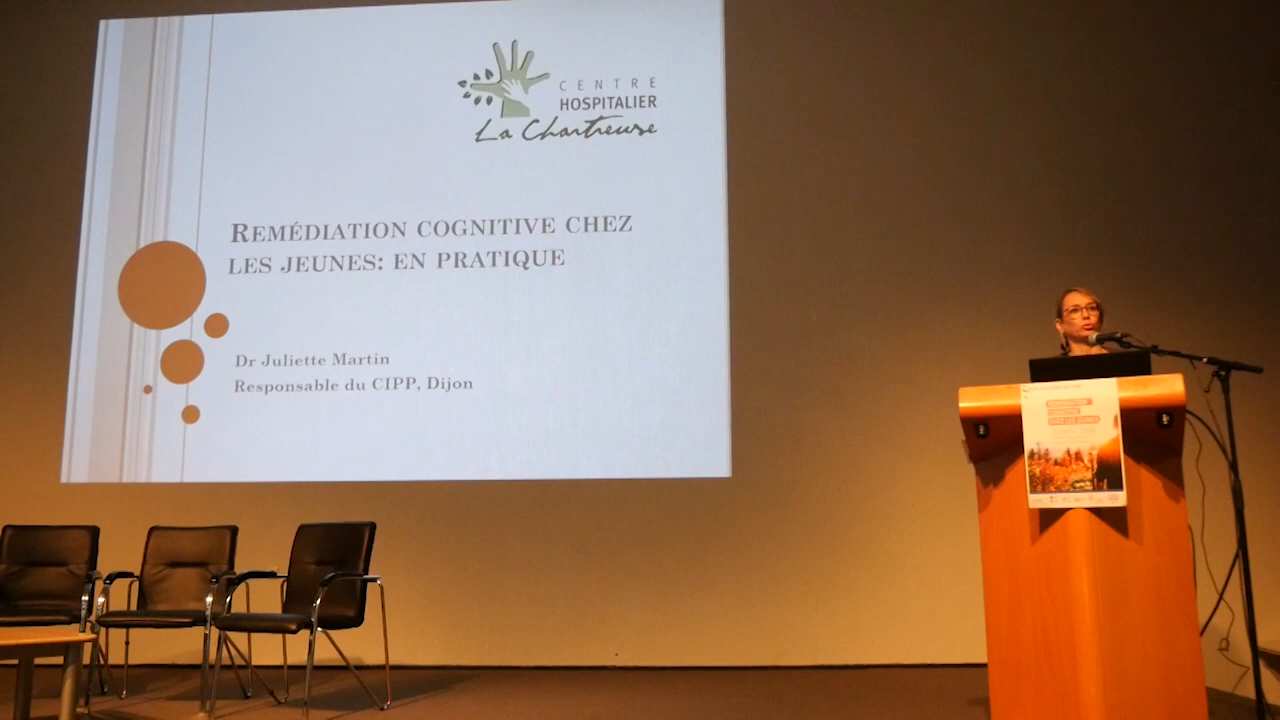 CENTRE
HOSPITALIER
La Chartreuse
REMÉDIATION COGNITIVE CHEZ
LES JEUNES: EN PRATIQUE
Dr Juliette Martin
Responsable du CIPP, Dijon